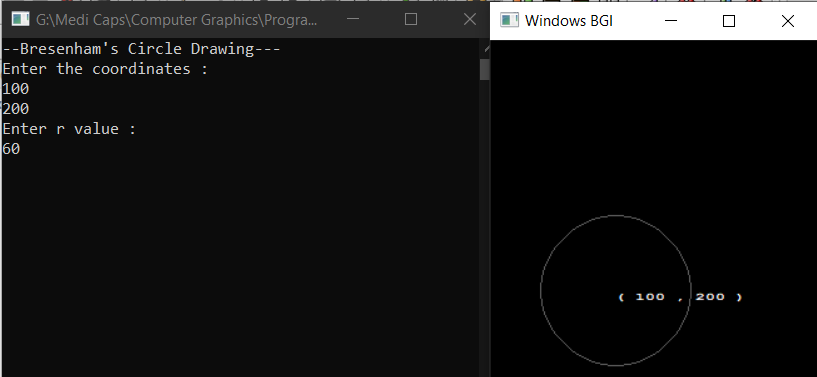 G:\Medi Caps\Computer Graphics\Progra...
--Bresenham's Circle Drawing---
Enter the coordinates :
100
200
Enter r value :
60
Windows BGI
( 100 , 200 )